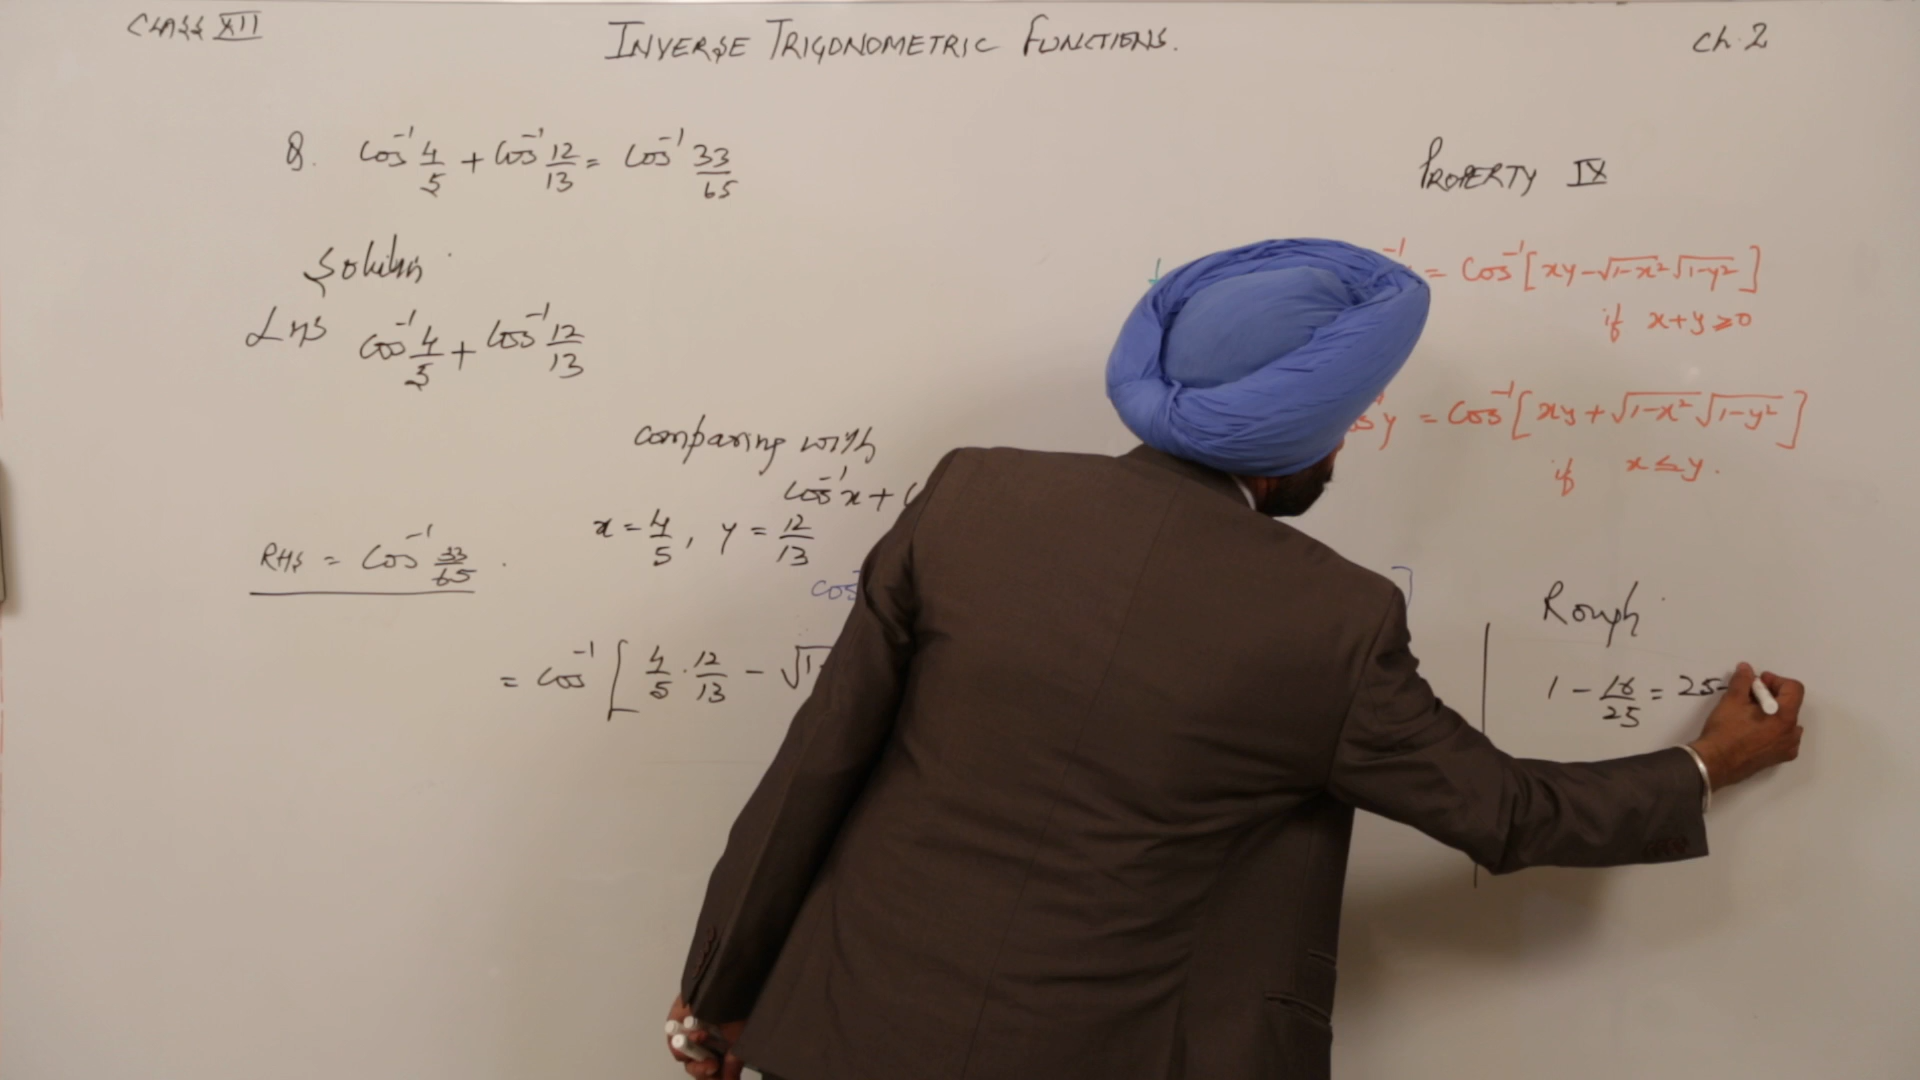 CLASS XII
INVERSE TRIGONOMETRIC FUNCTIONS.
Ch. 2
Q. Cos⁻¹ 4/5 + Cos⁻¹ 12/13 = Cos⁻¹ 33/65
Solution
LHS Cos⁻¹ 4/5 + Cos⁻¹ 12/13
comparing with
Cos⁻¹x +
x = 4/5, y = 12/13
RHS = Cos⁻¹ 33/65
cos
= Cos⁻¹ [ 4/5 · 12/13 - √1
PROPERTY IX
⁻¹ = Cos⁻¹[xy - √1-x² √1-y²]
if x+y ≥ 0
y = Cos⁻¹[xy + √1-x² √1-y²]
if x ≤ y.
]
Rough
1 - 16/25 = 25-